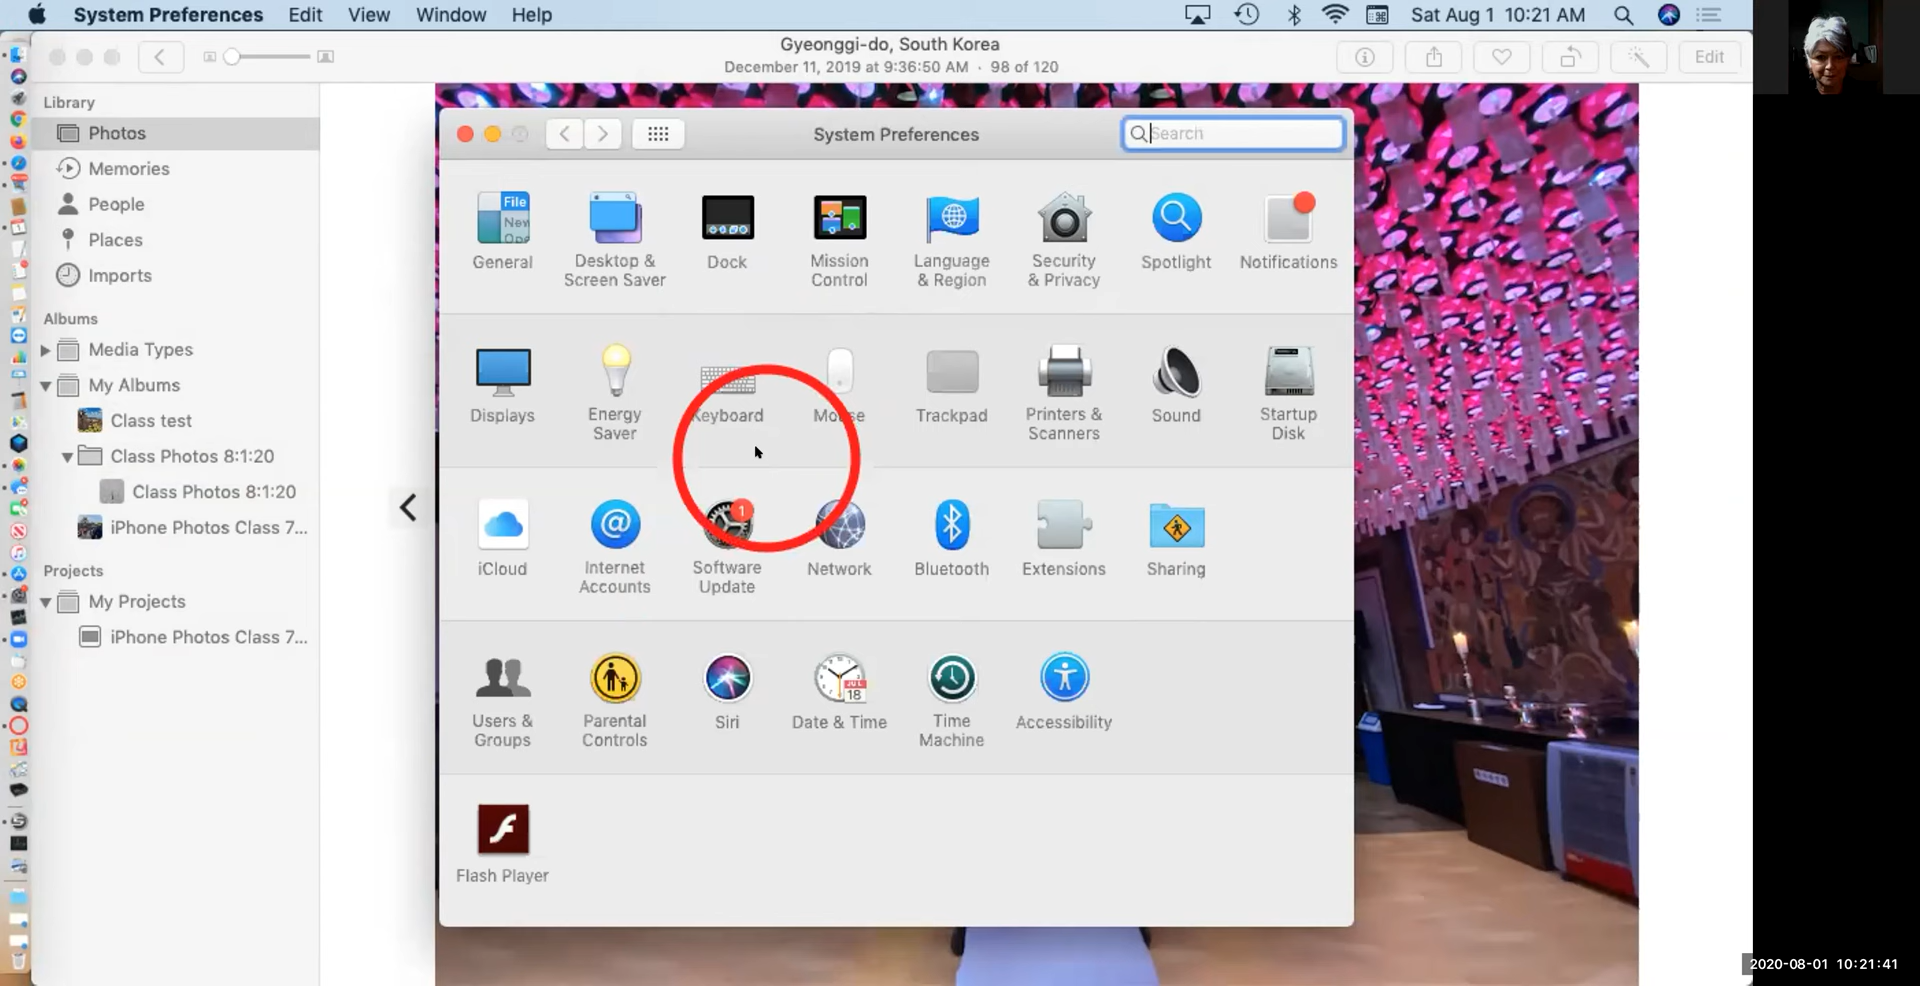 System Preferences Edit View Window Help Sat Aug 1 10:21 AM
Gyeonggi-do, South Korea
December 11, 2019 at 9:36:50 AM · 98 of 120
Edit
Library
Photos
Memories
People
Places
Imports
Albums
Media Types
My Albums
Class test
Class Photos 8:1:20
Class Photos 8:1:20
iPhone Photos Class 7...
Projects
My Projects
iPhone Photos Class 7...
System Preferences
Search
File
New
Ope
General
Desktop &
Screen Saver
Dock
Mission
Control
Language
& Region
Security
& Privacy
Spotlight
Notifications
Displays
Energy
Saver
Keyboard
Mouse
Trackpad
Printers &
Scanners
Sound
Startup
Disk
iCloud
@
Internet
Accounts
1
Software
Update
Network
Bluetooth
Extensions
Sharing
Users &
Groups
Parental
Controls
Siri
JUL
18
Date & Time
Time
Machine
Accessibility
Flash Player
2020-08-01 10:21:41